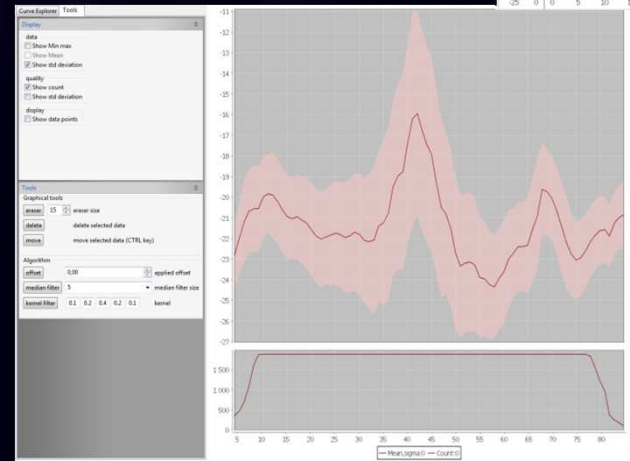 Curve Explorer Tools
Display
data
Show Min max
Show Mean
Show std deviation
quality
Show count
Show std deviation
display
Show data points
Tools
Graphical tools
eraser 15 eraser size
delete delete selected data
move move selected data (CTRL key)
Algorithm
offset 0,00 applied offset
median filter 5 median filter size
kernel filter 0.1 0.2 0.4 0.2 0.1 kernel
-25 0 0 5 10
-11
-12
-13
-14
-15
-16
-17
-18
-19
-20
-21
-22
-23
-24
-25
-26
-27
1 500
1 000
500
0
5 10 15 20 25 30 35 40 45 50 55 60 65 70 75 80
Mean,sigma:0 Count:0